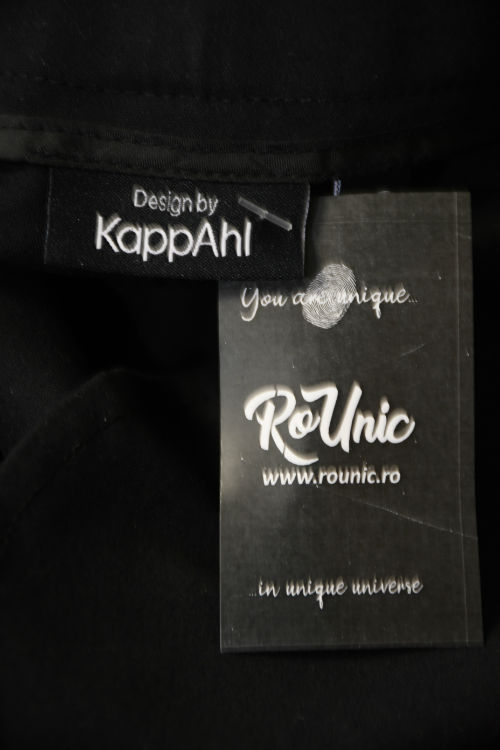 Design by
KappAhl
You are unique...
RoUnic
www.rounic.ro
...in unique universe